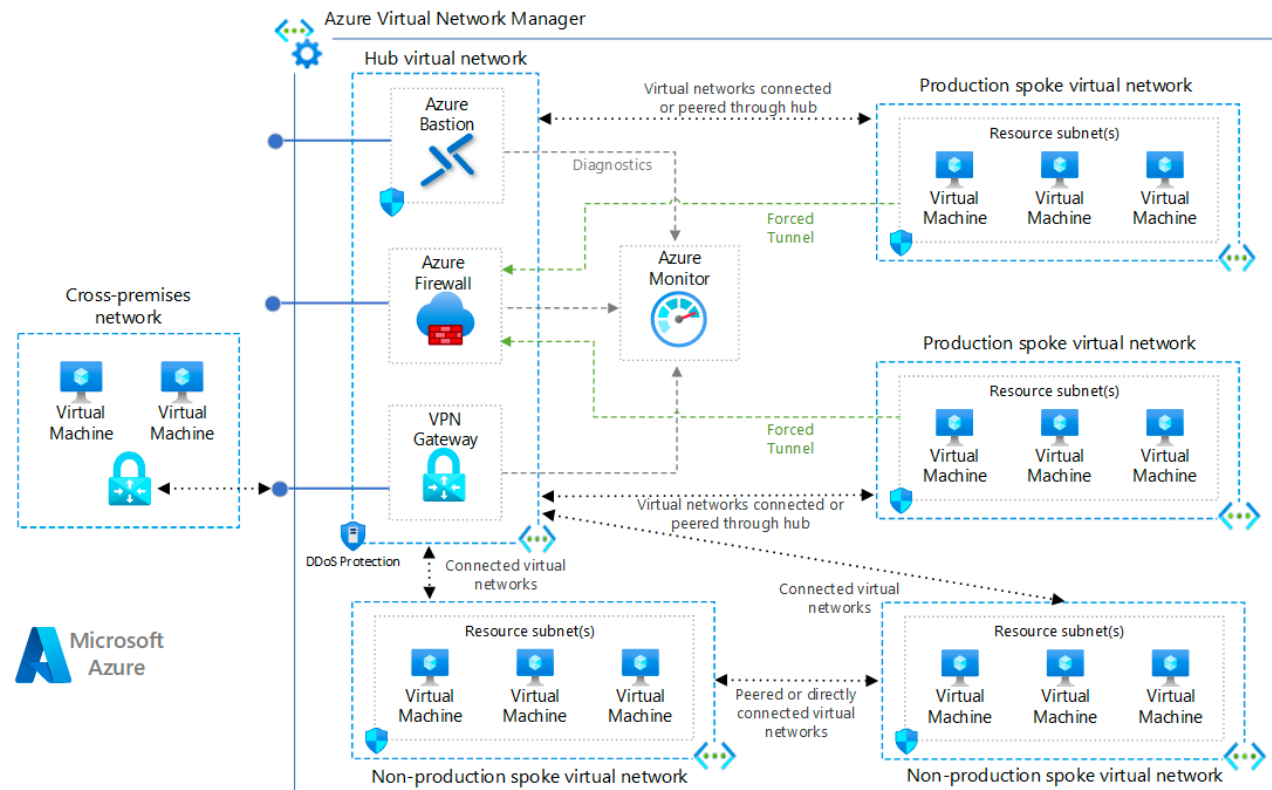 Azure Virtual Network Manager
Hub virtual network
Azure
Bastion
Azure
Firewall
VPN
Gateway
DDoS Protection
Diagnostics
Azure
Monitor
Virtual networks connected
or peered through hub
Forced
Tunnel
Production spoke virtual network
Resource subnet(s)
Virtual
Machine
Virtual
Machine
Virtual
Machine
Production spoke virtual network
Resource subnet(s)
Virtual
Machine
Virtual
Machine
Virtual
Machine
Forced
Tunnel
Virtual networks connected or
peered through hub
Cross-premises
network
Virtual
Machine
Virtual
Machine
Connected virtual
networks
Connected virtual
networks
Resource subnet(s)
Virtual
Machine
Virtual
Machine
Virtual
Machine
Non-production spoke virtual network
Peered or directly
connected virtual
networks
Resource subnet(s)
Virtual
Machine
Virtual
Machine
Virtual
Machine
Non-production spoke virtual network
Microsoft
Azure